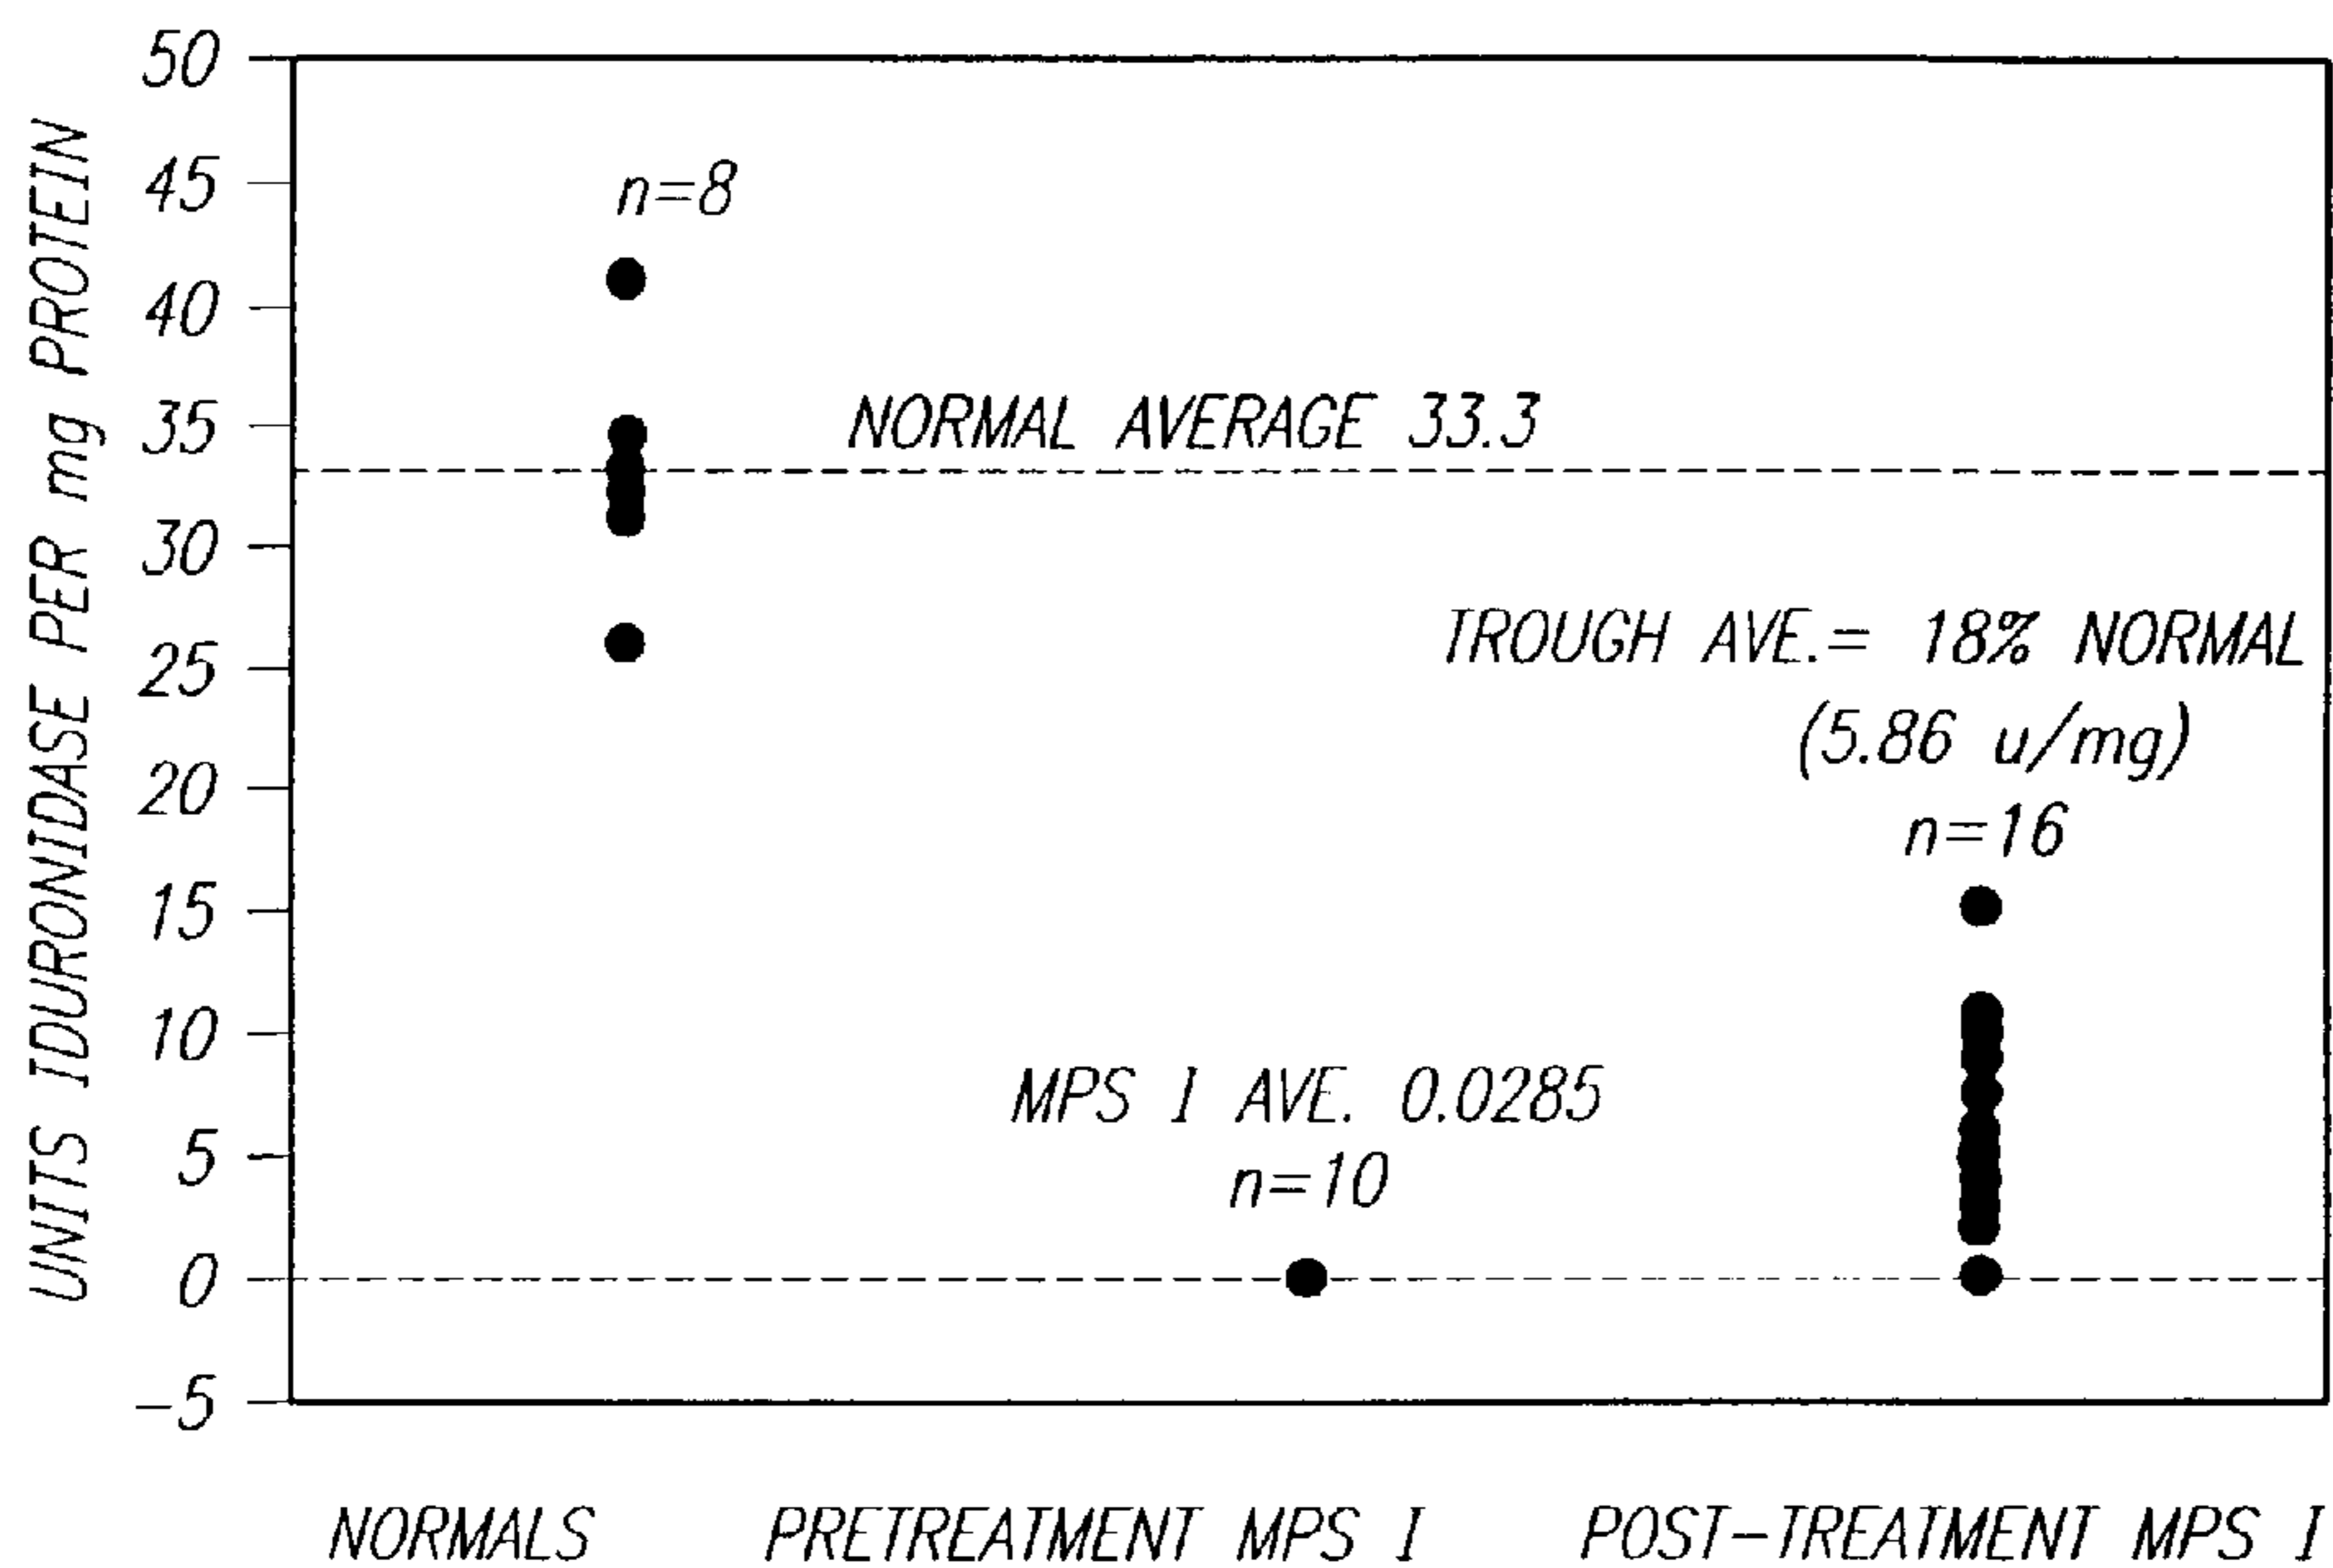 50
45
40
35
30
25
20
15
10
5
0
-5
UNITS IDURONIDASE PER mg PROTEIN
n=8
NORMAL AVERAGE 33.3
TROUGH AVE.= 18% NORMAL
(5.86 u/mg)
n=16
MPS I AVE. 0.0285
n=10
NORMALS
PRETREATMENT MPS I
POST-TREATMENT MPS I